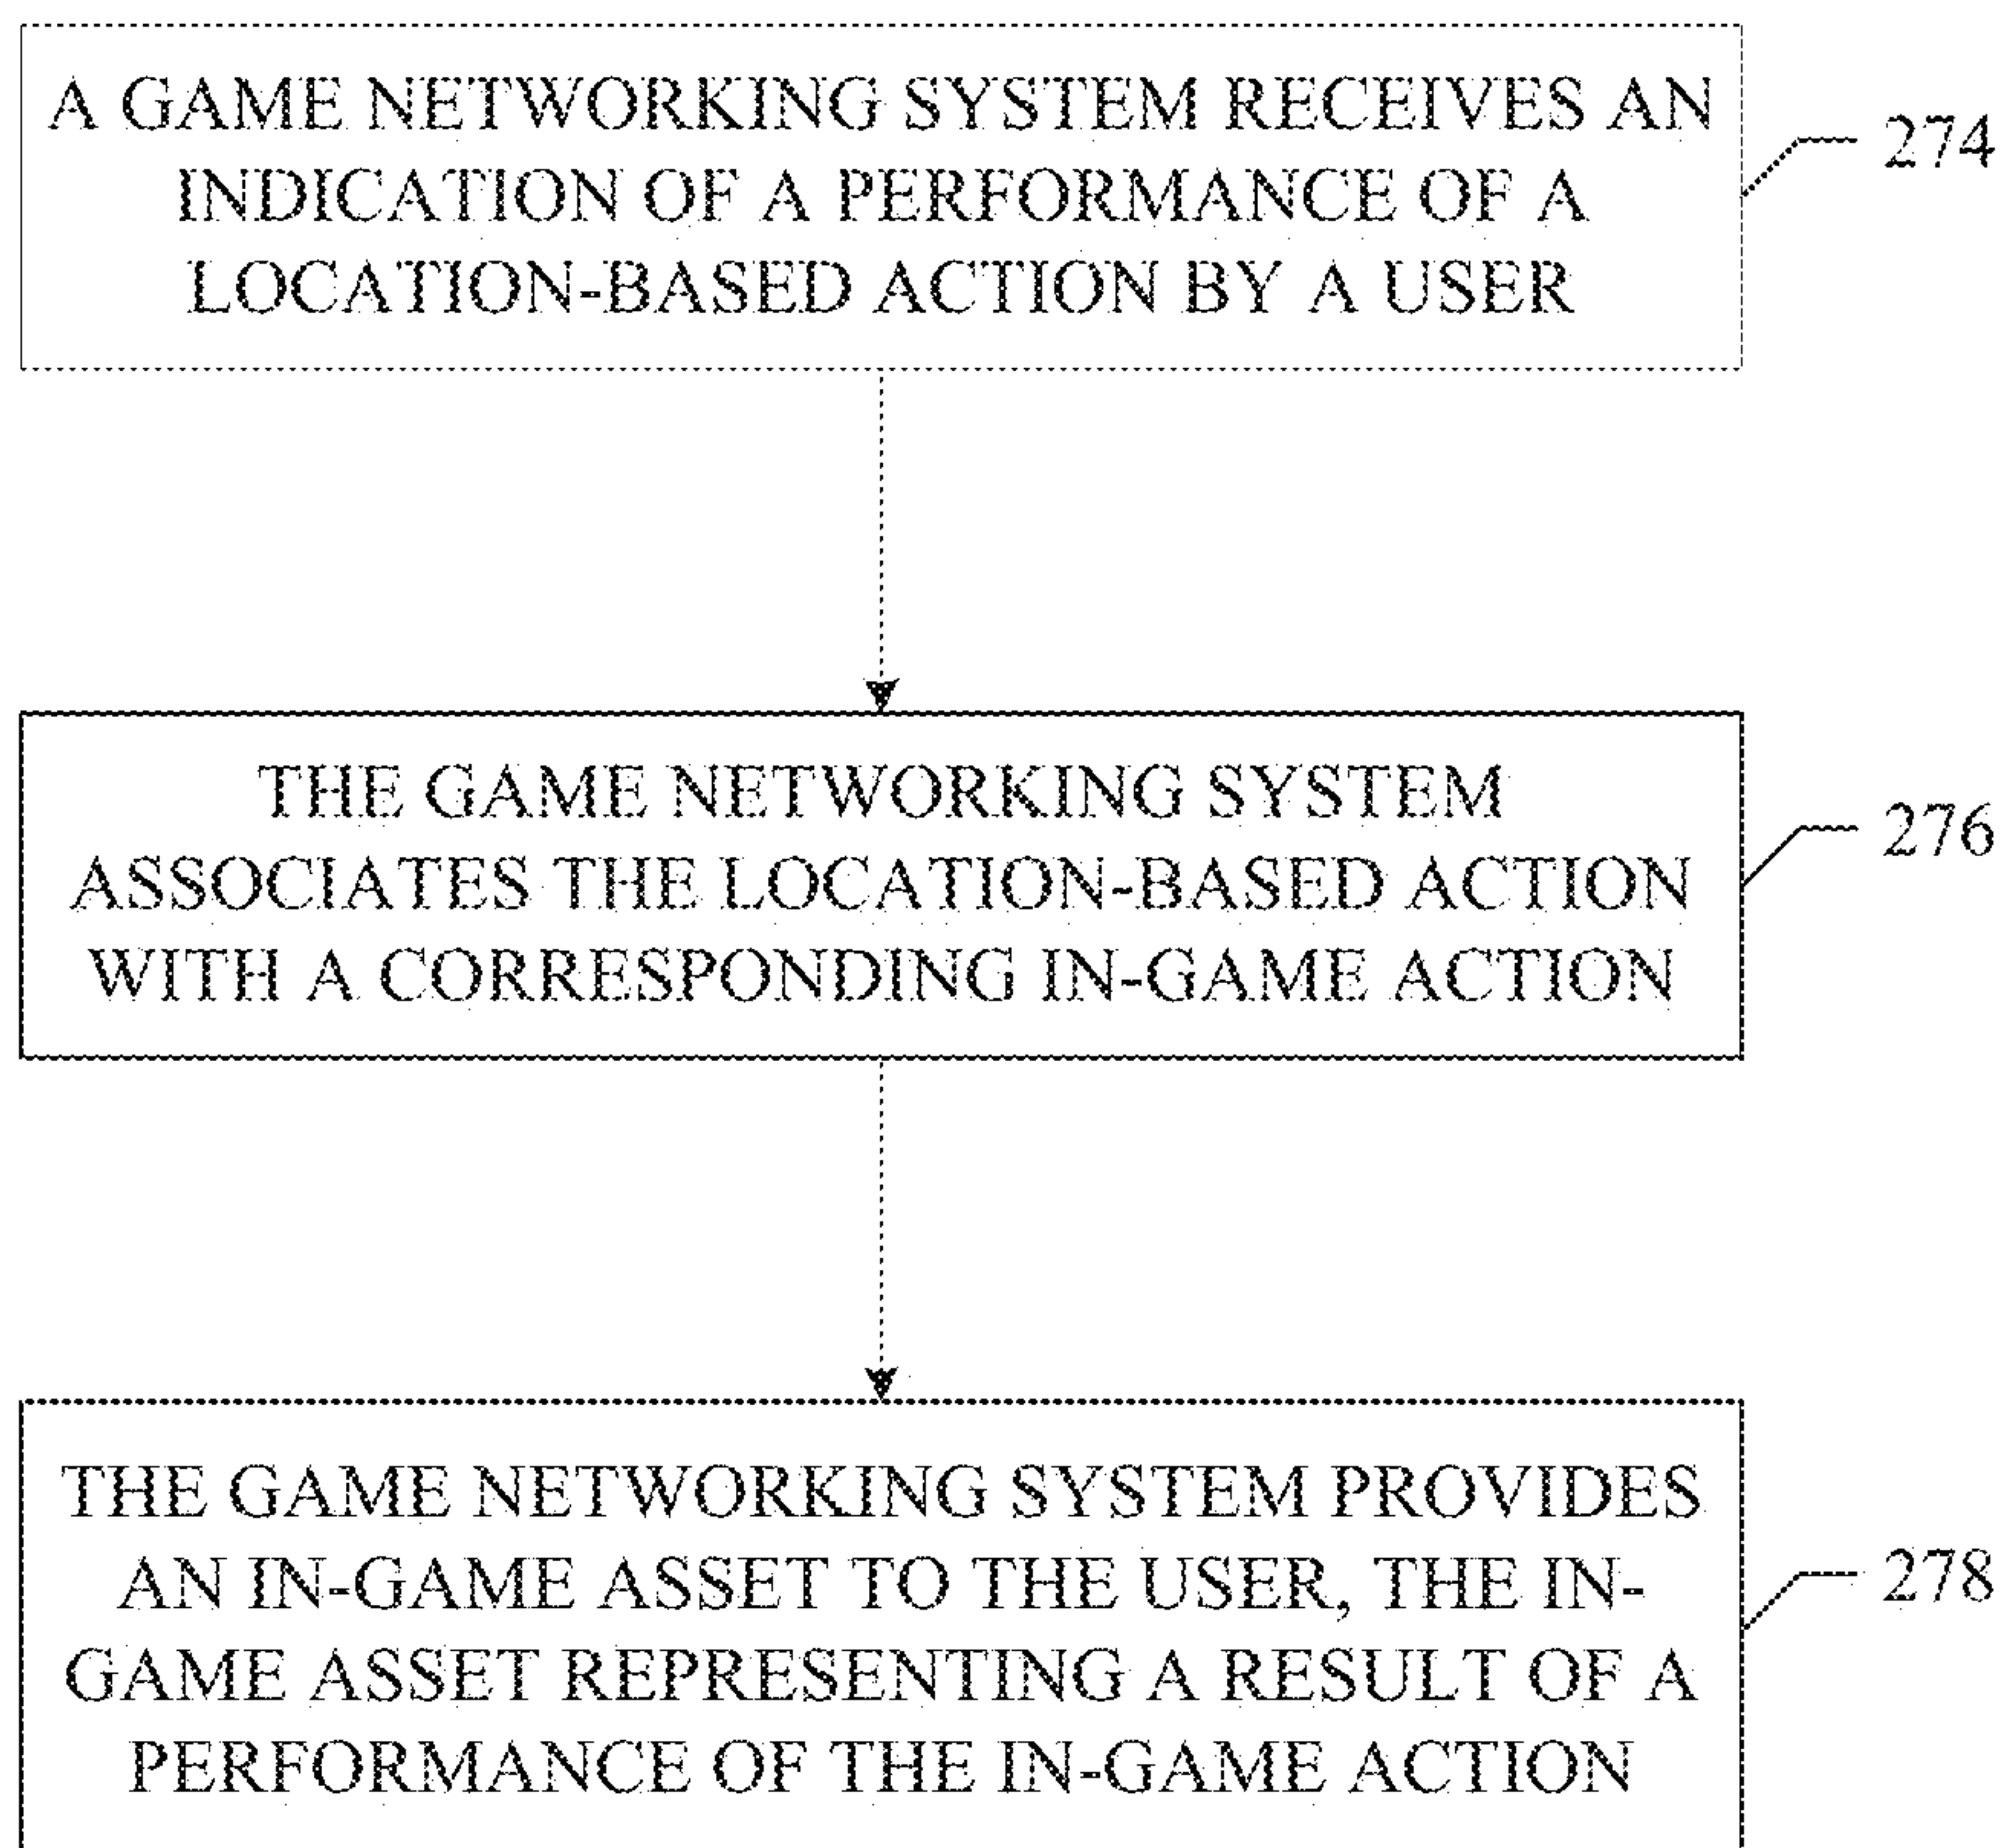 A GAME NETWORKING SYSTEM RECEIVES AN
INDICATION OF A PERFORMANCE OF A
LOCATION-BASED ACTION BY A USER
274
THE GAME NETWORKING SYSTEM
ASSOCIATES THE LOCATION-BASED ACTION
WITH A CORRESPONDING IN-GAME ACTION
276
THE GAME NETWORKING SYSTEM PROVIDES
AN IN-GAME ASSET TO THE USER, THE IN-
GAME ASSET REPRESENTING A RESULT OF A
PERFORMANCE OF THE IN-GAME ACTION
278